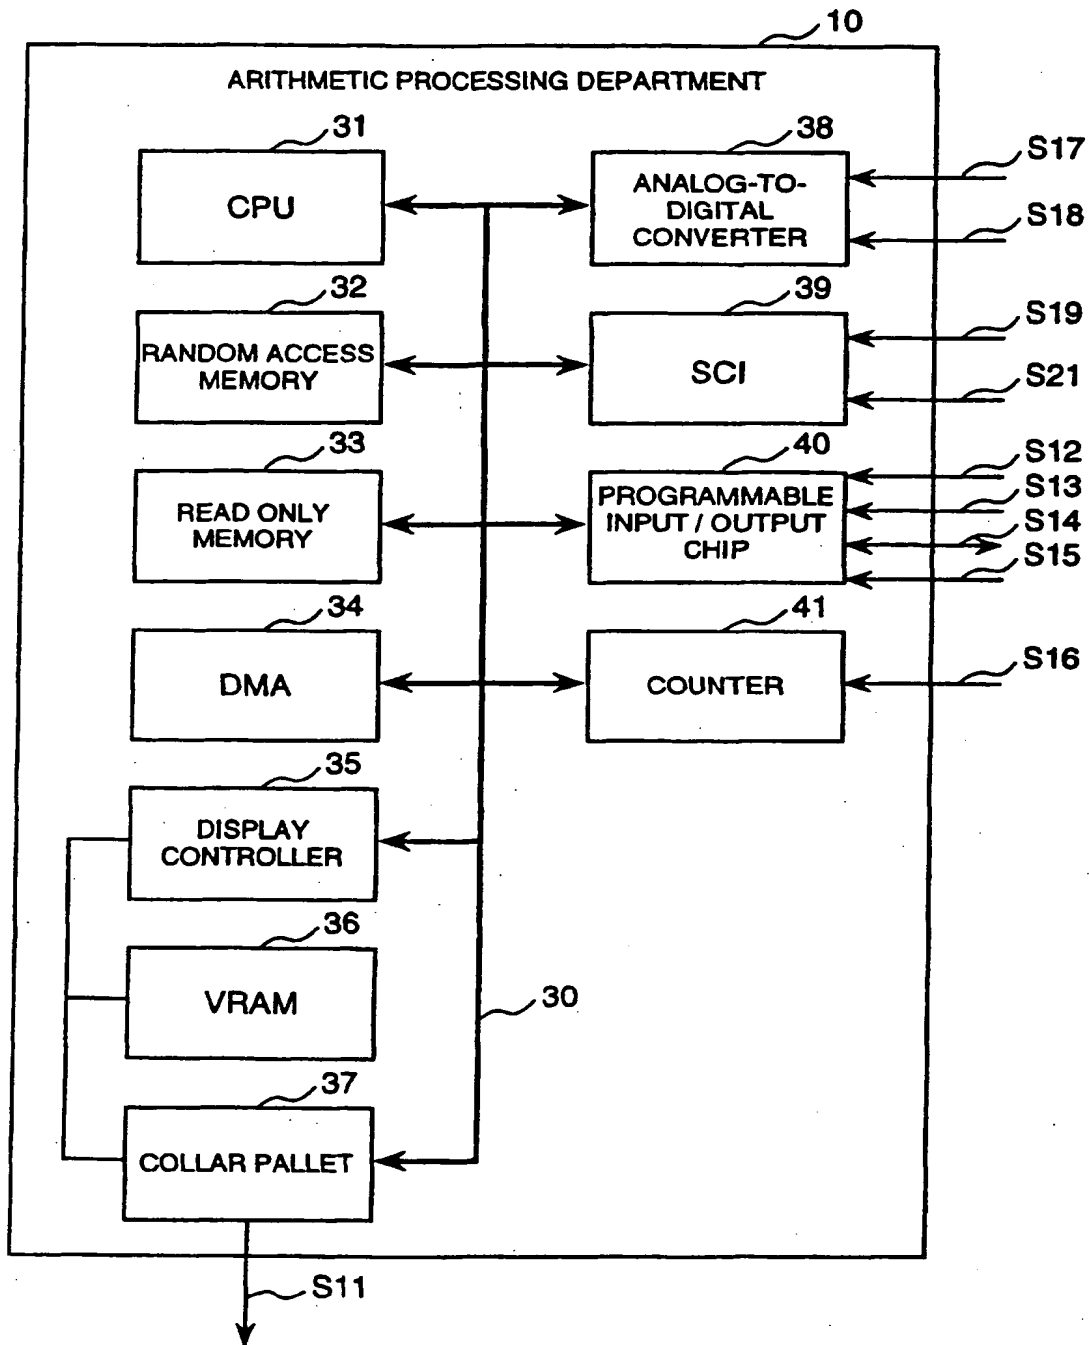 10
ARITHMETIC PROCESSING DEPARTMENT
31
CPU
38
ANALOG-TO-
DIGITAL
CONVERTER
S17
S18
32
RANDOM ACCESS
MEMORY
39
SCI
S19
S21
33
READ ONLY
MEMORY
40
PROGRAMMABLE
INPUT / OUTPUT
CHIP
S12
S13
S14
S15
34
DMA
41
COUNTER
S16
35
DISPLAY
CONTROLLER
36
VRAM
30
37
COLLAR PALLET
S11